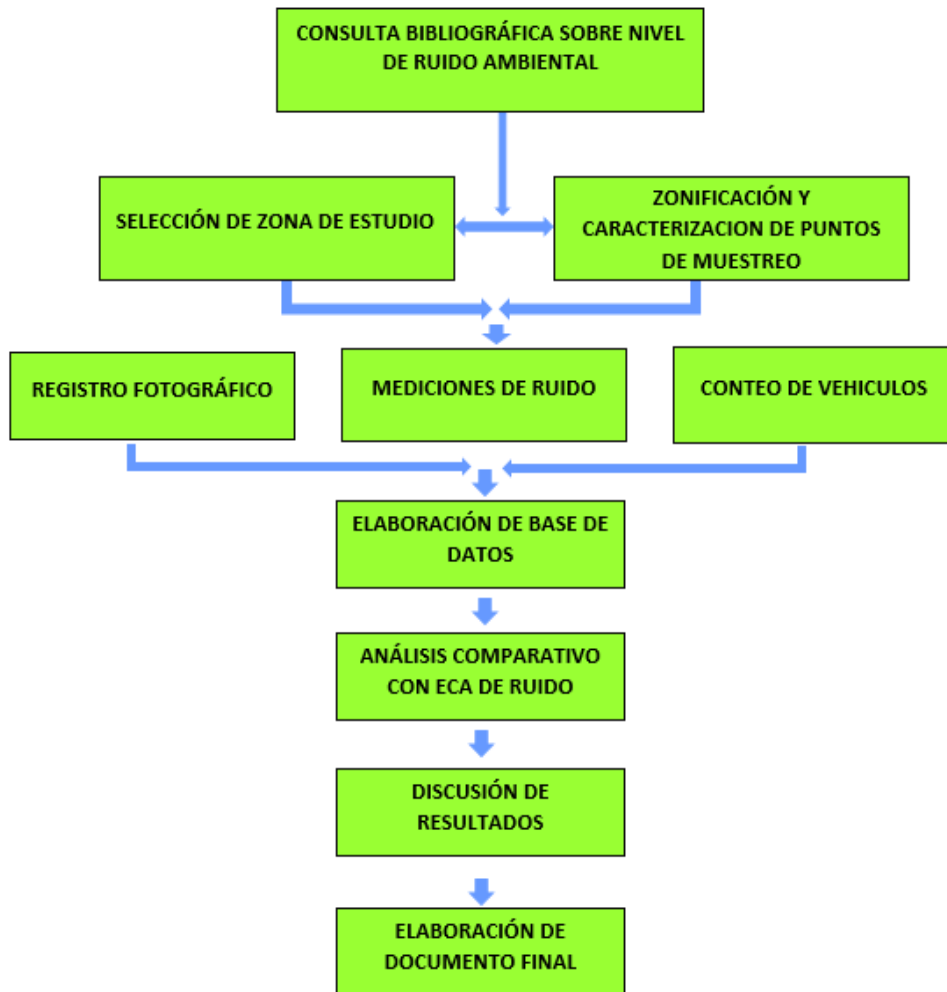 CONSULTA BIBLIOGRÁFICA SOBRE NIVEL
DE RUIDO AMBIENTAL
SELECCIÓN DE ZONA DE ESTUDIO
ZONIFICACIÓN Y
CARACTERIZACION DE PUNTOS
DE MUESTREO
REGISTRO FOTOGRÁFICO
MEDICIONES DE RUIDO
CONTEO DE VEHICULOS
ELABORACIÓN DE BASE DE
DATOS
ANÁLISIS COMPARATIVO
CON ECA DE RUIDO
DISCUSIÓN DE
RESULTADOS
ELABORACIÓN DE
DOCUMENTO FINAL